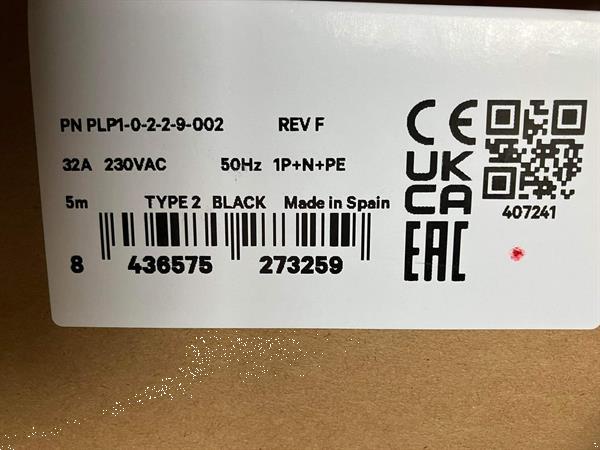 PN PLP1-0-2-2-9-002 REV F
32A 230VAC 50Hz 1P+N+PE
5m TYPE 2 BLACK Made in Spain
8 436575 273259
CE
UK
CA
EAC
407241